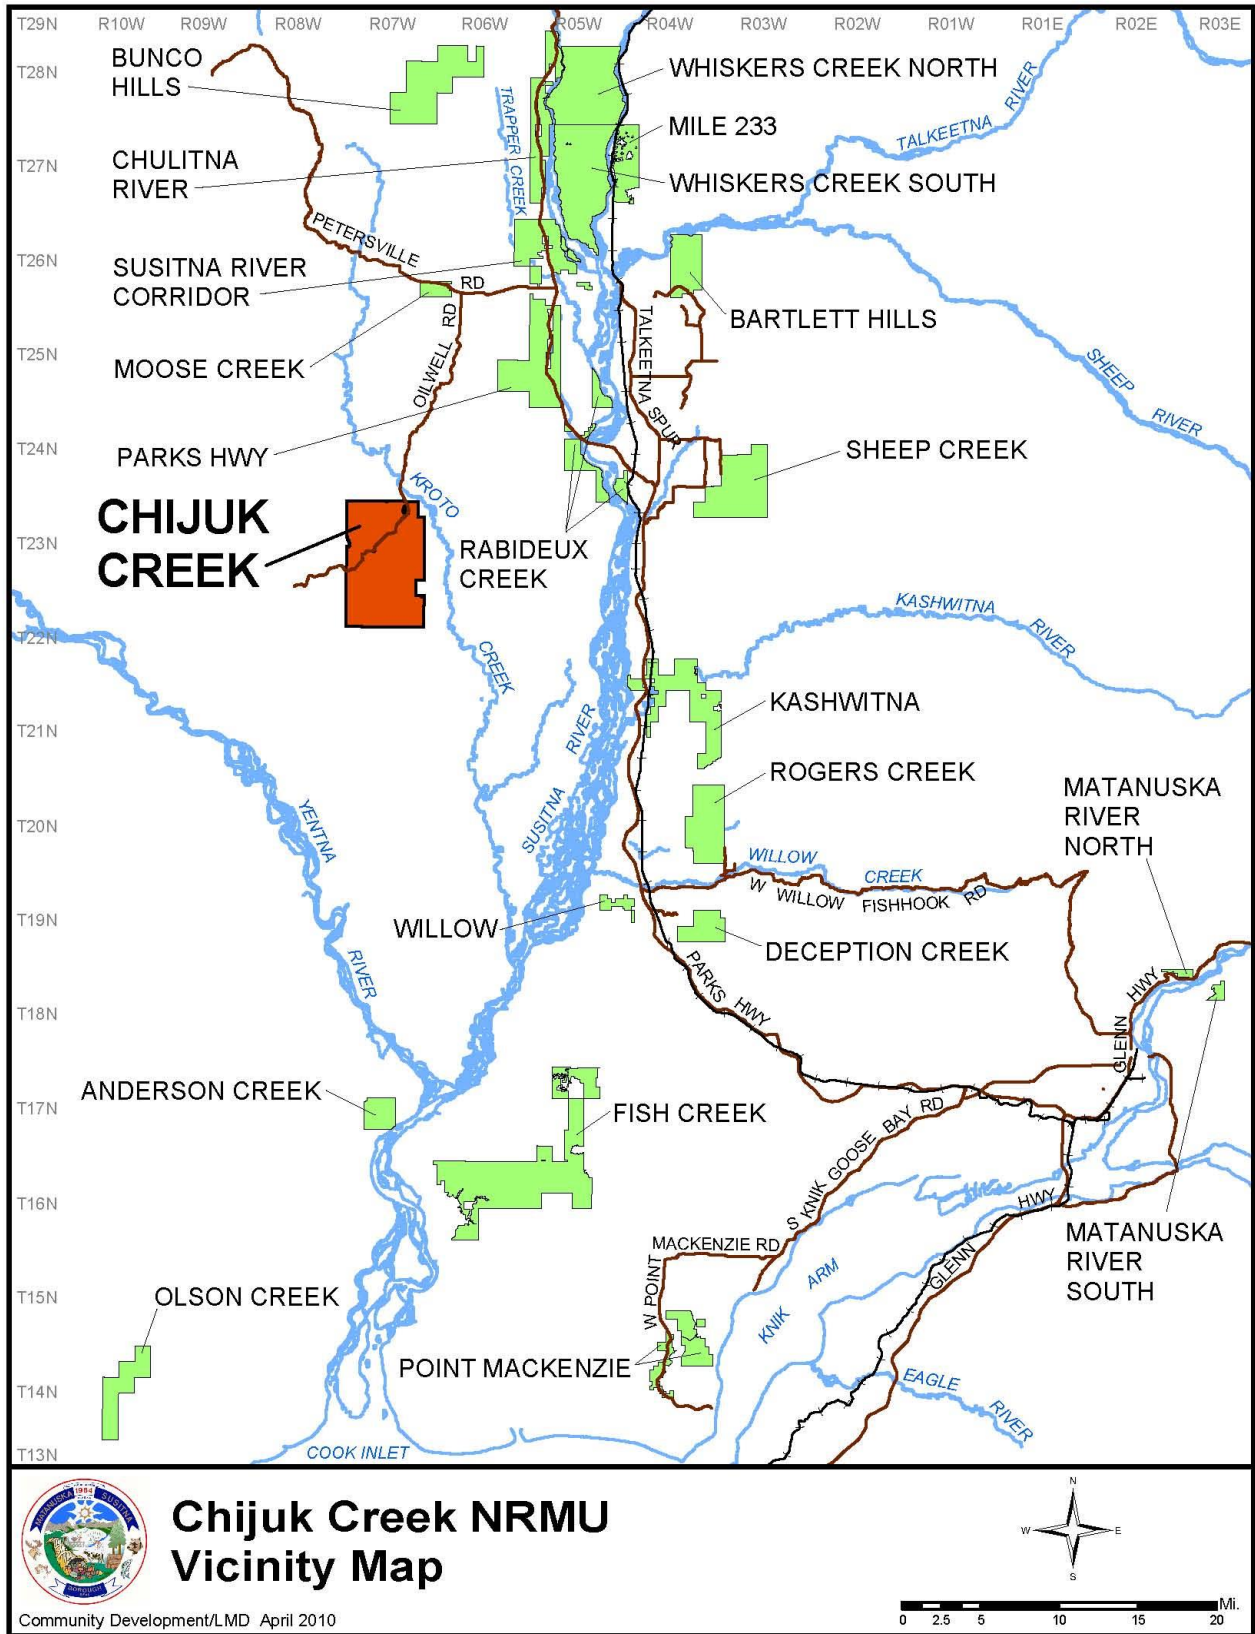 T29N R10W R09W R08W R07W R06W R05W R04W R03W R02W R01W R01E R02E R03E
BUNCO
HILLS
T28N
WHISKERS CREEK NORTH
TALKEETNA RIVER
TRAPPER CREEK
MILE 233
CHULITNA
RIVER
T27N
WHISKERS CREEK SOUTH
PETERSVILLE RD
T26N
SUSITNA RIVER
CORRIDOR
BARTLETT HILLS
OILWELL RD
TALKEETNA SPUR
T25N
MOOSE CREEK
SHEEP RIVER
T24N
PARKS HWY
SHEEP CREEK
KROTO CREEK
CHIJUK
CREEK
T23N
RABIDEUX
CREEK
KASHWITNA RIVER
T22N
SUSITNA RIVER
T21N
KASHWITNA
ROGERS CREEK
MATANUSKA
RIVER
NORTH
T20N
YENTNA RIVER
WILLOW CREEK
W WILLOW FISHHOOK RD
T19N
WILLOW
DECEPTION CREEK
PARKS HWY
GLENN HWY
T18N
ANDERSON CREEK
T17N
FISH CREEK
S KNIK GOOSE BAY RD
T16N
GLENN HWY
MACKENZIE RD
W POINT
MATANUSKA
RIVER
SOUTH
KNIK ARM
T15N
OLSON CREEK
POINT MACKENZIE
T14N
EAGLE RIVER
T13N
COOK INLET
MATANUSKA SUSITNA
1964
BOROUGH
Chijuk Creek NRMU
Vicinity Map
N
W E
S
Community Development/LMD April 2010
0 2.5 5 10 15 20 Mi.